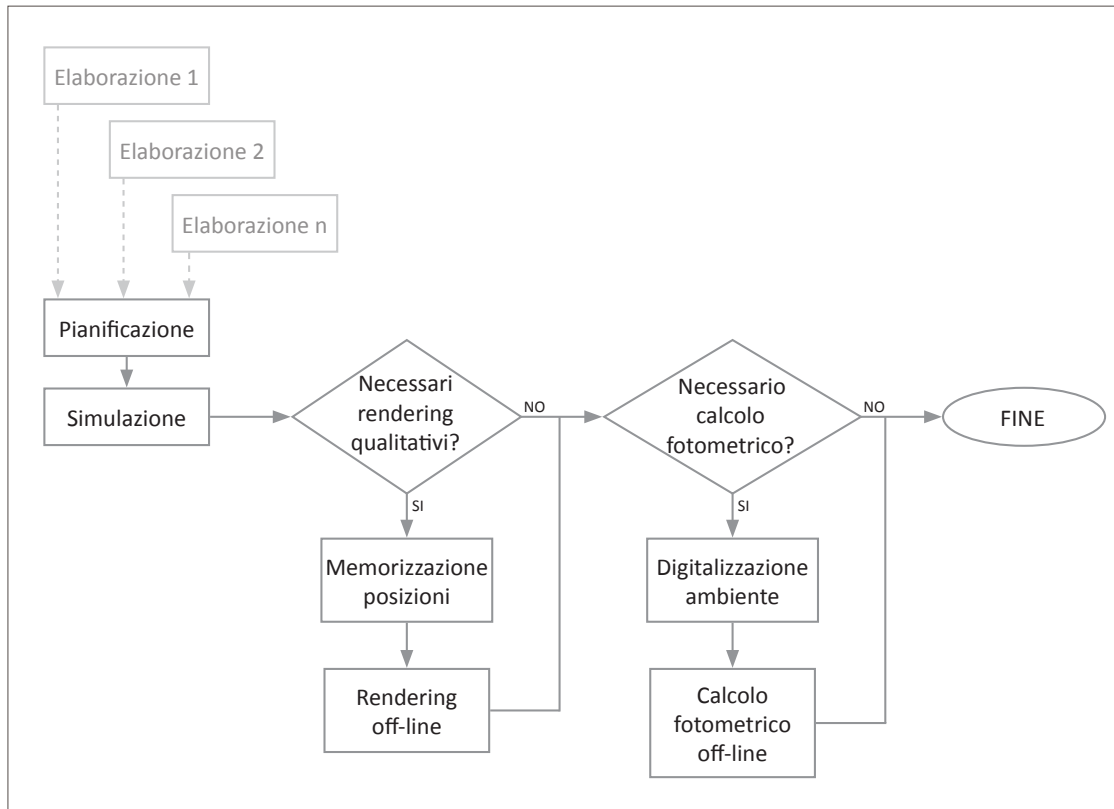 Elaborazione 1
Elaborazione 2
Elaborazione n
Pianificazione
Simulazione
Necessari
rendering
qualitativi?
NO
SI
Memorizzazione
posizioni
Rendering
off-line
Necessario
calcolo
fotometrico?
NO
SI
Digitalizzazione
ambiente
Calcolo
fotometrico
off-line
FINE